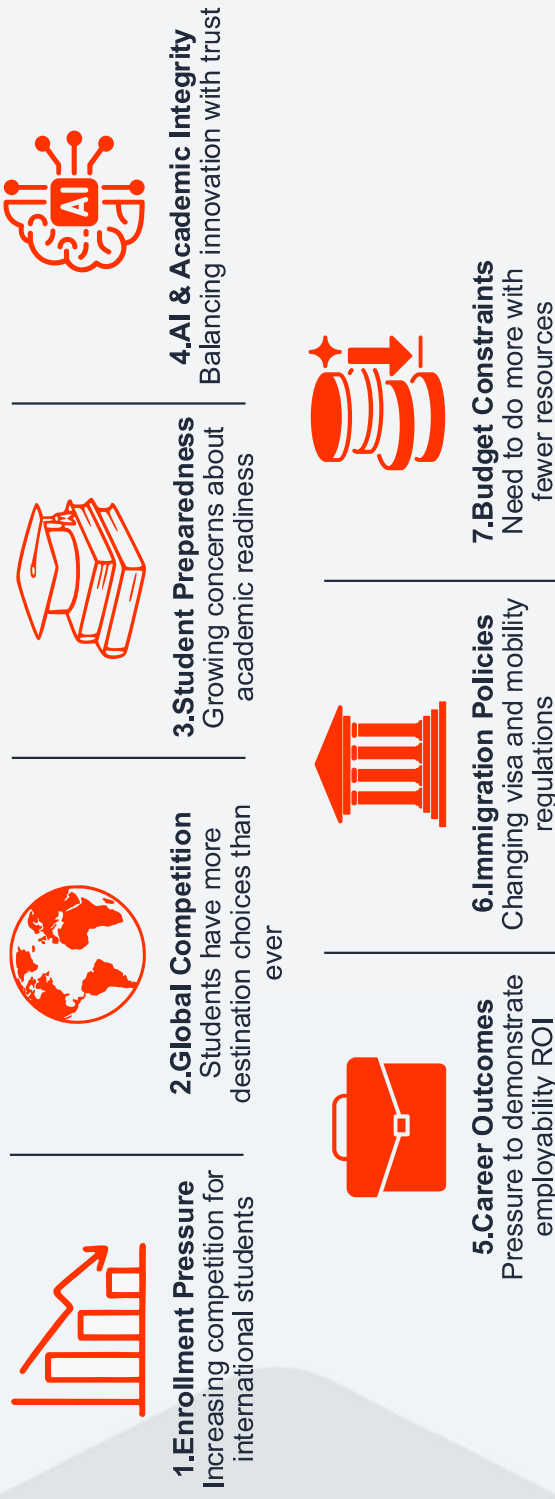 1.Enrollment Pressure
Increasing competition for
international students
2.Global Competition
Students have more
destination choices than
ever
3.Student Preparedness
Growing concerns about
academic readiness
AI
4.AI & Academic Integrity
Balancing innovation with trust
5.Career Outcomes
Pressure to demonstrate
employability ROI
6.Immigration Policies
Changing visa and mobility
regulations
7.Budget Constraints
Need to do more with
fewer resources